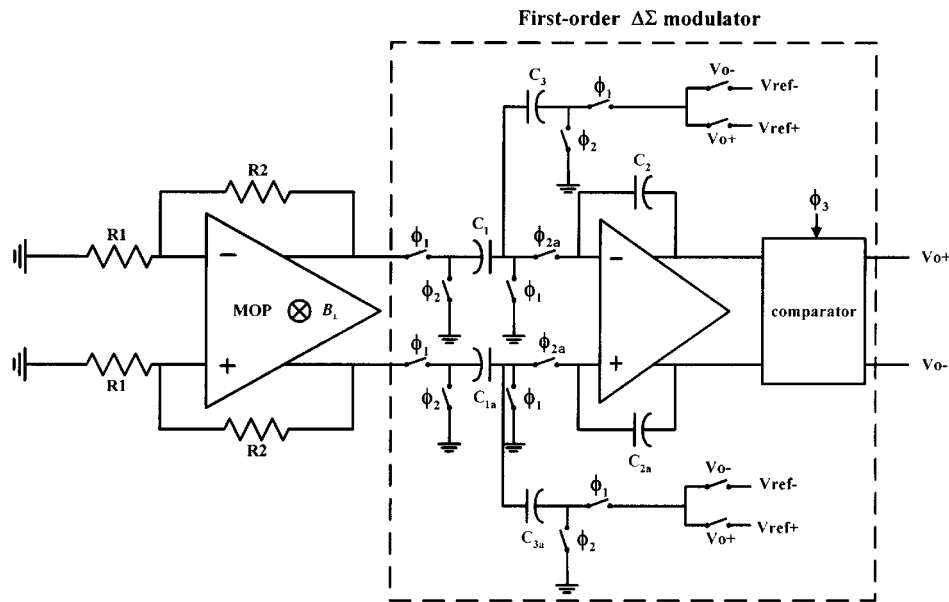 First-order ΔΣ modulator
C3
ϕ1
Vo-
Vref-
ϕ2
Vo+
Vref+
R2
C2
ϕ3
R1
ϕ1
C1
ϕ2a
−
−
Vo+
MOP
B⊥
ϕ2
ϕ1
comparator
R1
+
ϕ1
ϕ2a
+
Vo-
ϕ2
C1a
ϕ1
R2
C2a
ϕ1
Vo-
Vref-
C3a
ϕ2
Vo+
Vref+